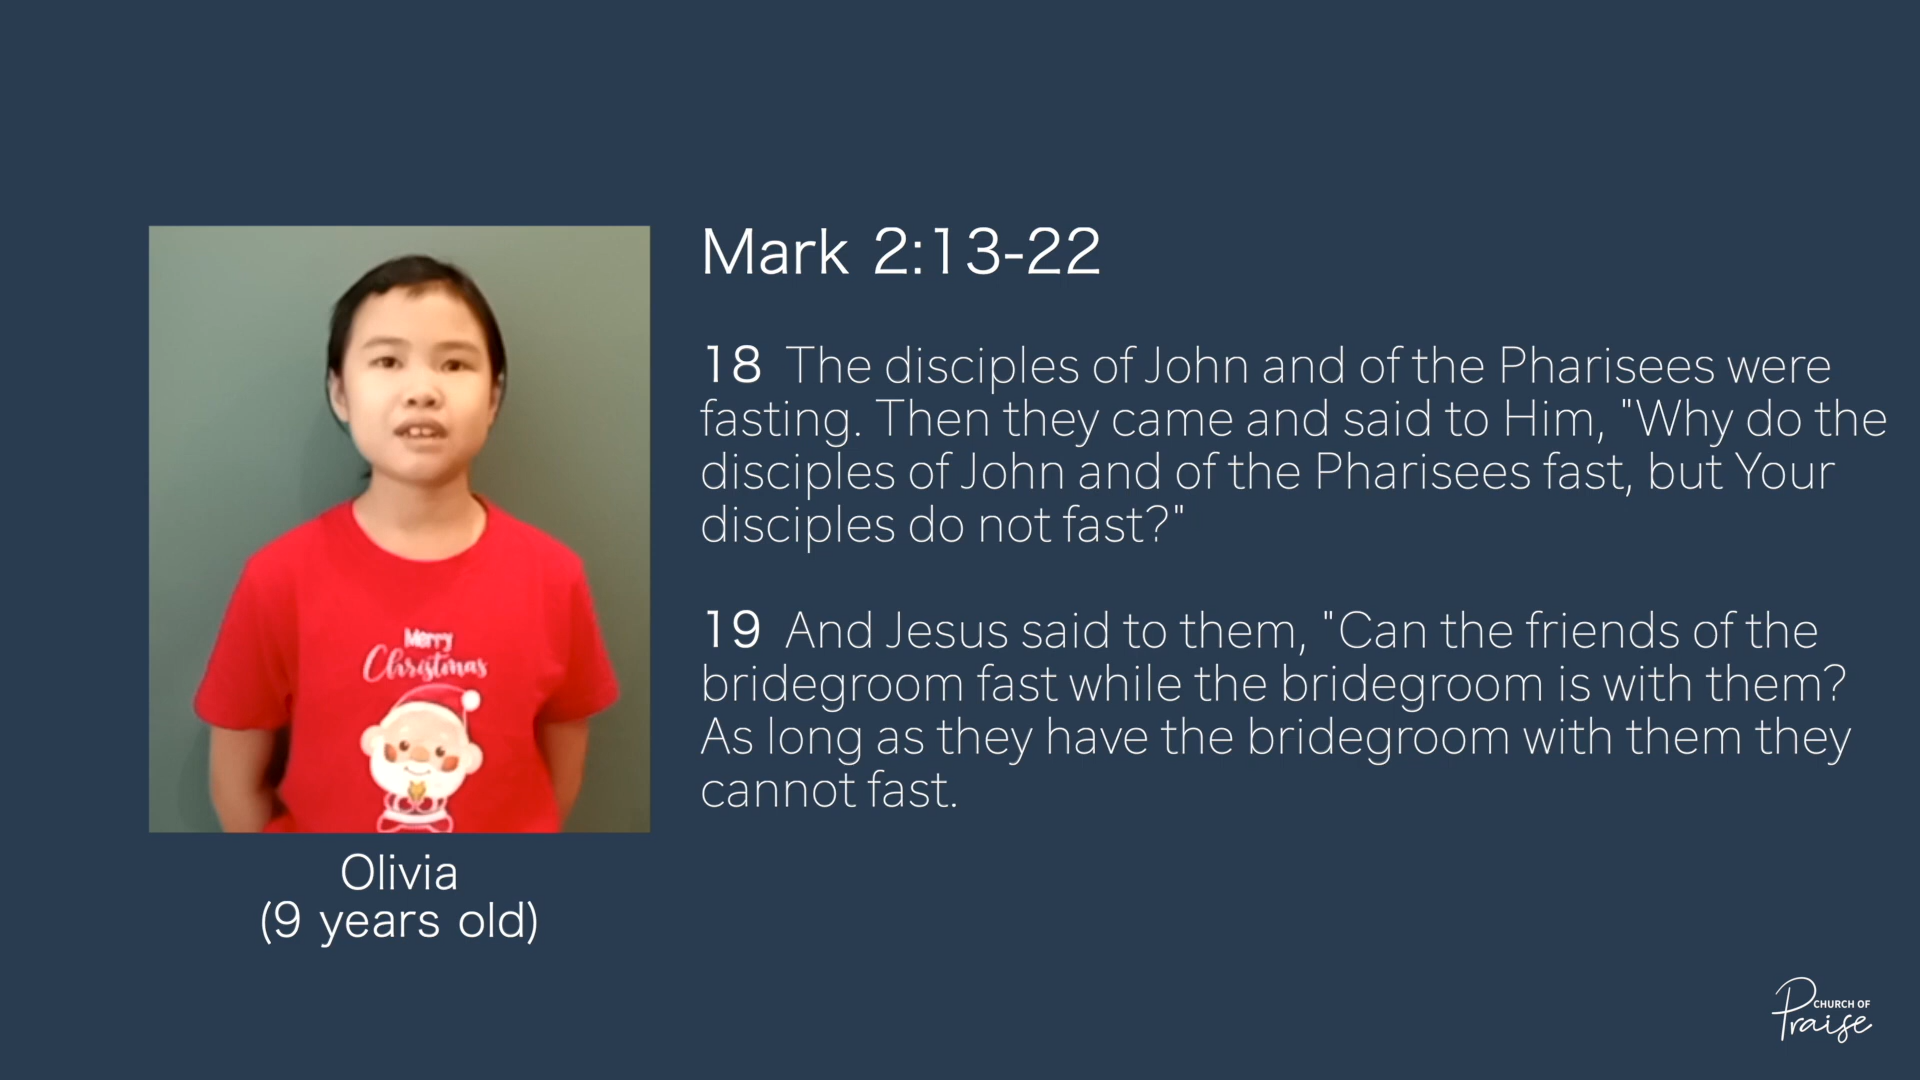 Mark 2:13-22
18 The disciples of John and of the Pharisees were
fasting. Then they came and said to Him, "Why do the
disciples of John and of the Pharisees fast, but Your
disciples do not fast?"
19 And Jesus said to them, "Can the friends of the
bridegroom fast while the bridegroom is with them?
As long as they have the bridegroom with them they
cannot fast.
Merry
Christmas
Olivia
(9 years old)
CHURCH OF
Praise